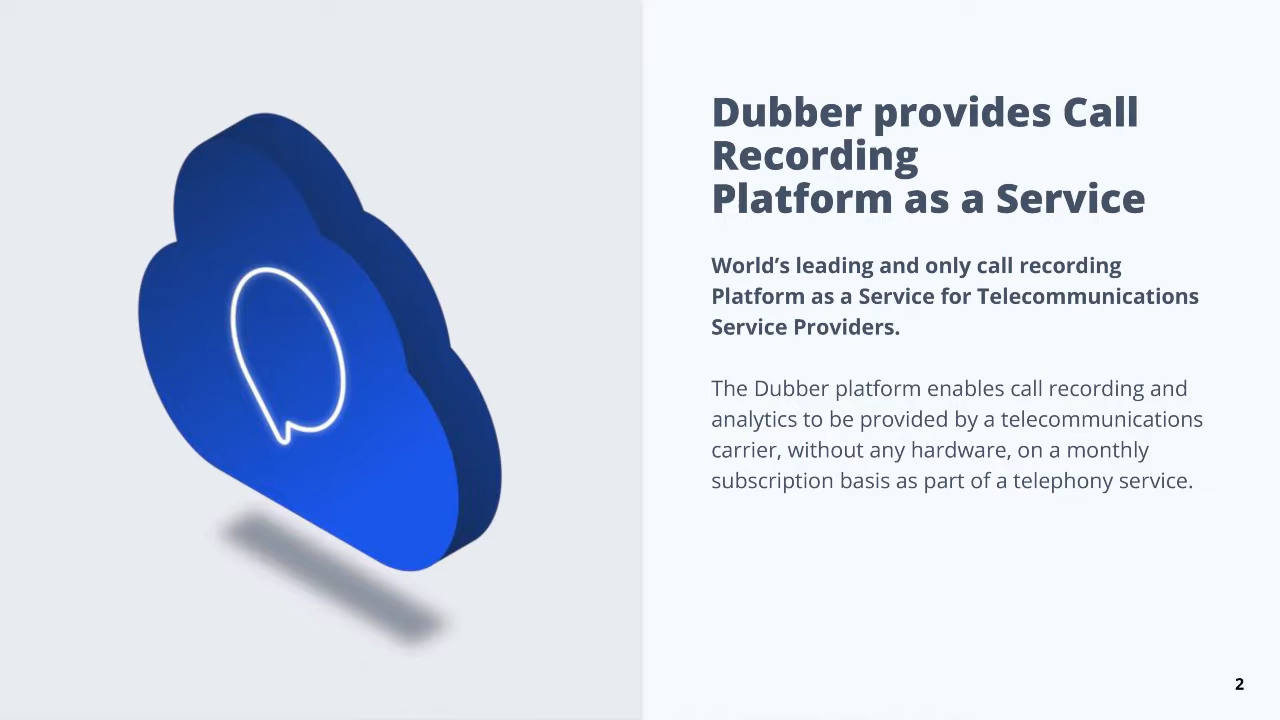 Dubber provides Call
Recording
Platform as a Service
World’s leading and only call recording
Platform as a Service for Telecommunications
Service Providers.
The Dubber platform enables call recording and
analytics to be provided by a telecommunications
carrier, without any hardware, on a monthly
subscription basis as part of a telephony service.
2